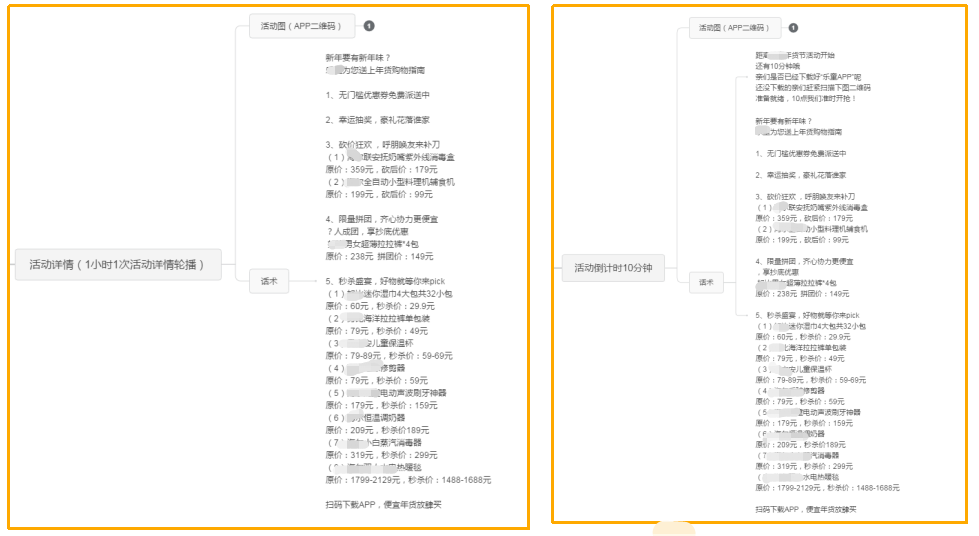 活动图（APP二维码）
1
新年要有新年味？
为您送上年货购物指南
1、无门槛优惠券免费派送中
2、幸运抽奖，豪礼花落谁家
3、砍价狂欢，呼朋唤友来补刀
（1）联安抚奶嘴紫外线消毒盒
原价：359元，砍后价：179元
（2）全自动小型料理机辅食机
原价：199元，砍后价：99元
4、限量拼团，齐心协力更便宜
？人成团，享抄底优惠
男女超薄拉拉裤*4包
原价：238元 拼团价：149元
活动详情（1小时1次活动详情轮播）
话术
5、秒杀盛宴，好物就等你来pick
（1）迷你湿巾4大包共32小包
原价：60元，秒杀价：29.9元
（2）海洋拉拉裤单包装
原价：79元，秒杀价：49元
（3）儿童保温杯
原价：79-89元，秒杀价：59-69元
（4）修剪器
原价：79元，秒杀价：59元
（5）电动声波刷牙神器
原价：179元，秒杀价：159元
（6）恒温调奶器
原价：209元，秒杀价189元
（7）小白蒸汽消毒器
原价：319元，秒杀价：299元
水电热暖毯
原价：1799-2129元，秒杀价：1488-1688元
扫码下载APP，便宜年货放肆买
活动图（APP二维码）
1
距离年货节活动开始
还有10分钟哦
亲们是否已经下载好“乐星APP”呢
还没下载的亲们赶紧扫描下图二维码
准备就绪，10点我们准时开抢！
新年要有新年味？
为您送上年货购物指南
1、无门槛优惠券免费派送中
2、幸运抽奖，豪礼花落谁家
3、砍价狂欢，呼朋唤友来补刀
（1）联安抚奶嘴紫外线消毒盒
原价：359元，砍后价：179元
（2）小型料理机辅食机
原价：199元，砍后价：99元
4、限量拼团，齐心协力更便宜
，享抄底优惠
超薄拉拉裤*4包
原价：238元 拼团价：149元
活动倒计时10分钟
话术
5、秒杀盛宴，好物就等你来pick
（1）迷你湿巾4大包共32小包
原价：60元，秒杀价：29.9元
（2 海洋拉拉裤单包装
原价：79元，秒杀价：49元
（3 儿童保温杯
原价：79-89元，秒杀价：59-69元
（4 修剪器
原价：79元，秒杀价：59元
（5 电动声波刷牙神器
原价：179元，秒杀价：159元
（6 调奶器
原价：209元，秒杀价189元
（7 汽消毒器
原价：319元，秒杀价：299元
水电热暖毯
原价：1799-2129元，秒杀价：1488-1688元
扫码下载APP，便宜年货放肆买